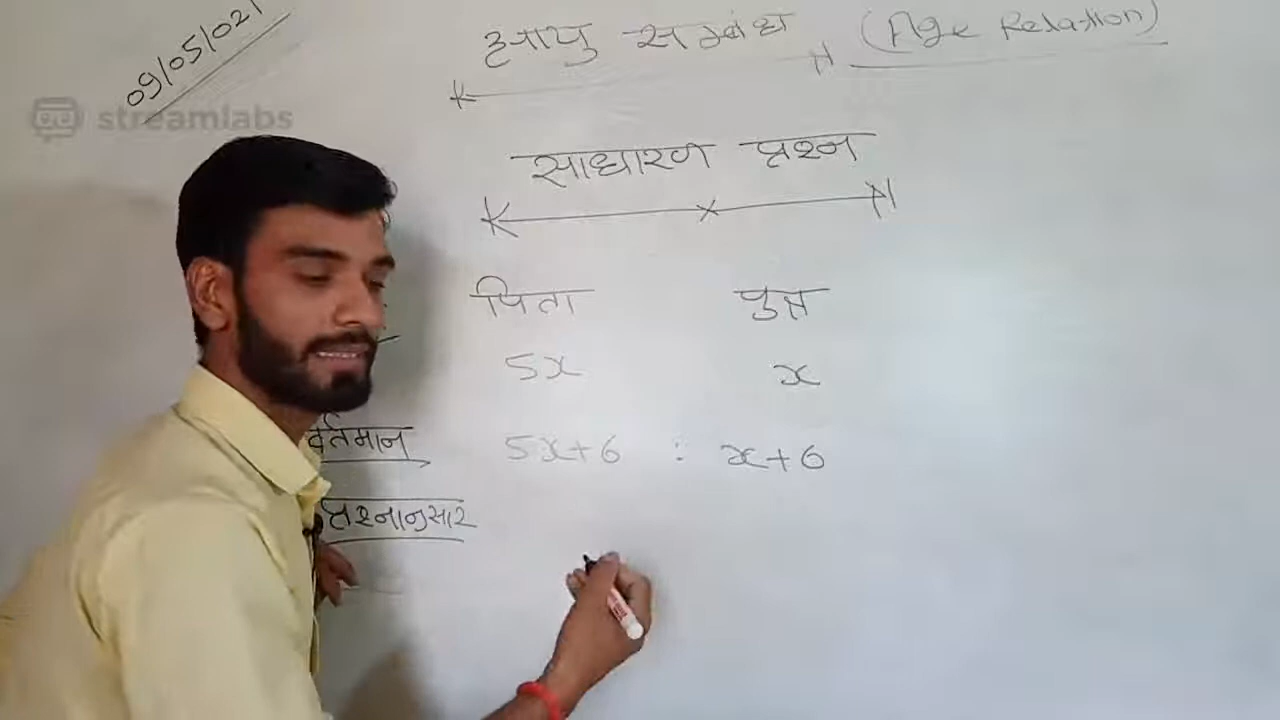 09/05/021
आयु सम्बंध (Age Relation)
streamlabs
साधारण प्रश्न
पिता पुत्र
5x x
वर्तमान 5x+6 : x+6
प्रश्नानुसार